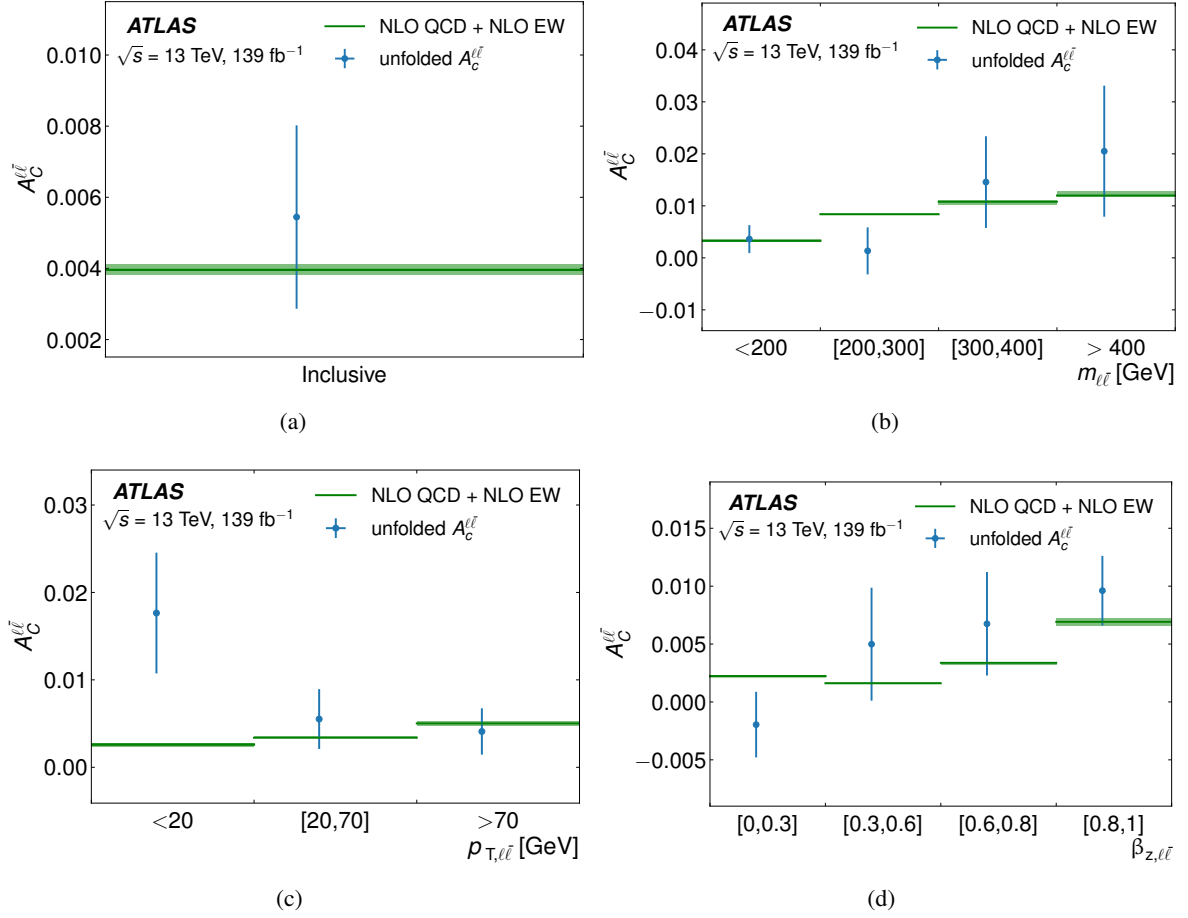 ATLAS
√s = 13 TeV, 139 fb⁻¹
NLO QCD + NLO EW
unfolded A_c^{ℓℓ̄}
0.010
0.008
0.006
0.004
0.002
A_C^{ℓℓ̄}
Inclusive
(a)
ATLAS
√s = 13 TeV, 139 fb⁻¹
NLO QCD + NLO EW
unfolded A_c^{ℓℓ̄}
0.04
0.03
0.02
0.01
0.00
−0.01
A_C^{ℓℓ̄}
<200 [200,300] [300,400] > 400
m_{ℓℓ̄} [GeV]
(b)
ATLAS
√s = 13 TeV, 139 fb⁻¹
NLO QCD + NLO EW
unfolded A_c^{ℓℓ̄}
0.03
0.02
0.01
0.00
A_C^{ℓℓ̄}
<20 [20,70] >70
p_{T,ℓℓ̄} [GeV]
(c)
ATLAS
√s = 13 TeV, 139 fb⁻¹
NLO QCD + NLO EW
unfolded A_c^{ℓℓ̄}
0.015
0.010
0.005
0.000
−0.005
A_C^{ℓℓ̄}
[0,0.3] [0.3,0.6] [0.6,0.8] [0.8,1]
β_{z,ℓℓ̄}
(d)